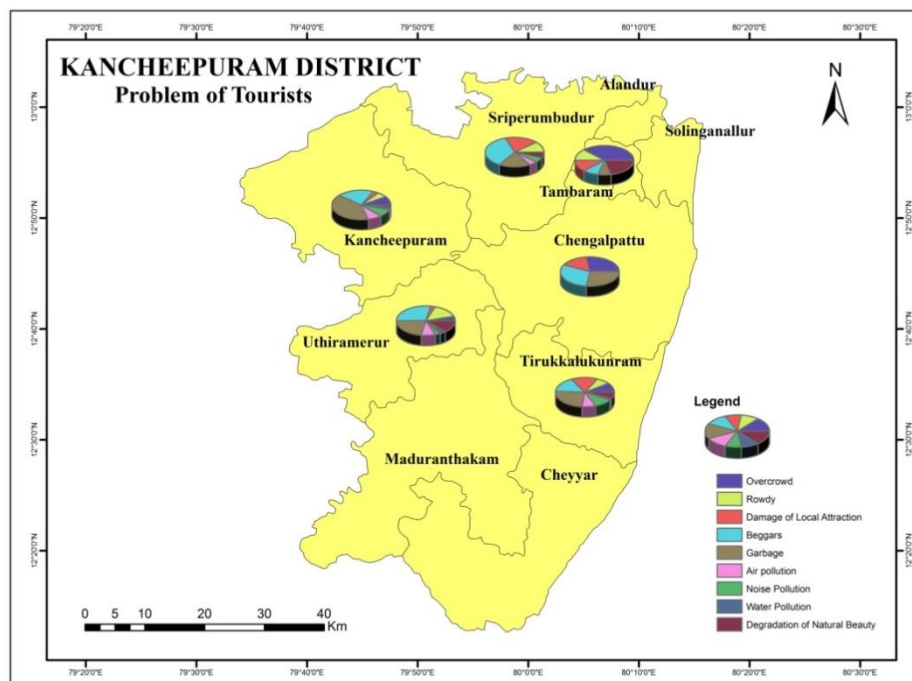 79°20'0"E 79°30'0"E 79°40'0"E 79°50'0"E 80°0'0"E 80°10'0"E 80°20'0"E 80°30'0"E
KANCHEEPURAM DISTRICT
Problem of Tourists
N
13°0'0"N
13°0'0"N
Alandur
Sriperumbudur
Solinganallur
Tambaram
12°50'0"N
12°50'0"N
Kancheepuram
Chengalpattu
12°40'0"N
12°40'0"N
Uthiramerur
Tirukkalukunram
Legend
12°30'0"N
12°30'0"N
Maduranthakam
Cheyyar
Overcrowd
Rowdy
Damage of Local Attraction
Beggars
Garbage
Air pollution
Noise Pollution
Water Pollution
Degradation of Natural Beauty
12°20'0"N
12°20'0"N
0 5 10 20 30 40
Km
79°20'0"E 79°30'0"E 79°40'0"E 79°50'0"E 80°0'0"E 80°10'0"E 80°20'0"E 80°30'0"E